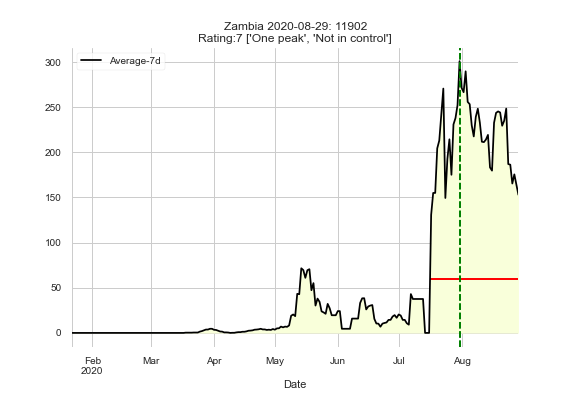 Zambia 2020-08-29: 11902
Rating:7 ['One peak', 'Not in control']
Average-7d
300
250
200
150
100
50
0
Feb Mar Apr May Jun Jul Aug
2020
Date